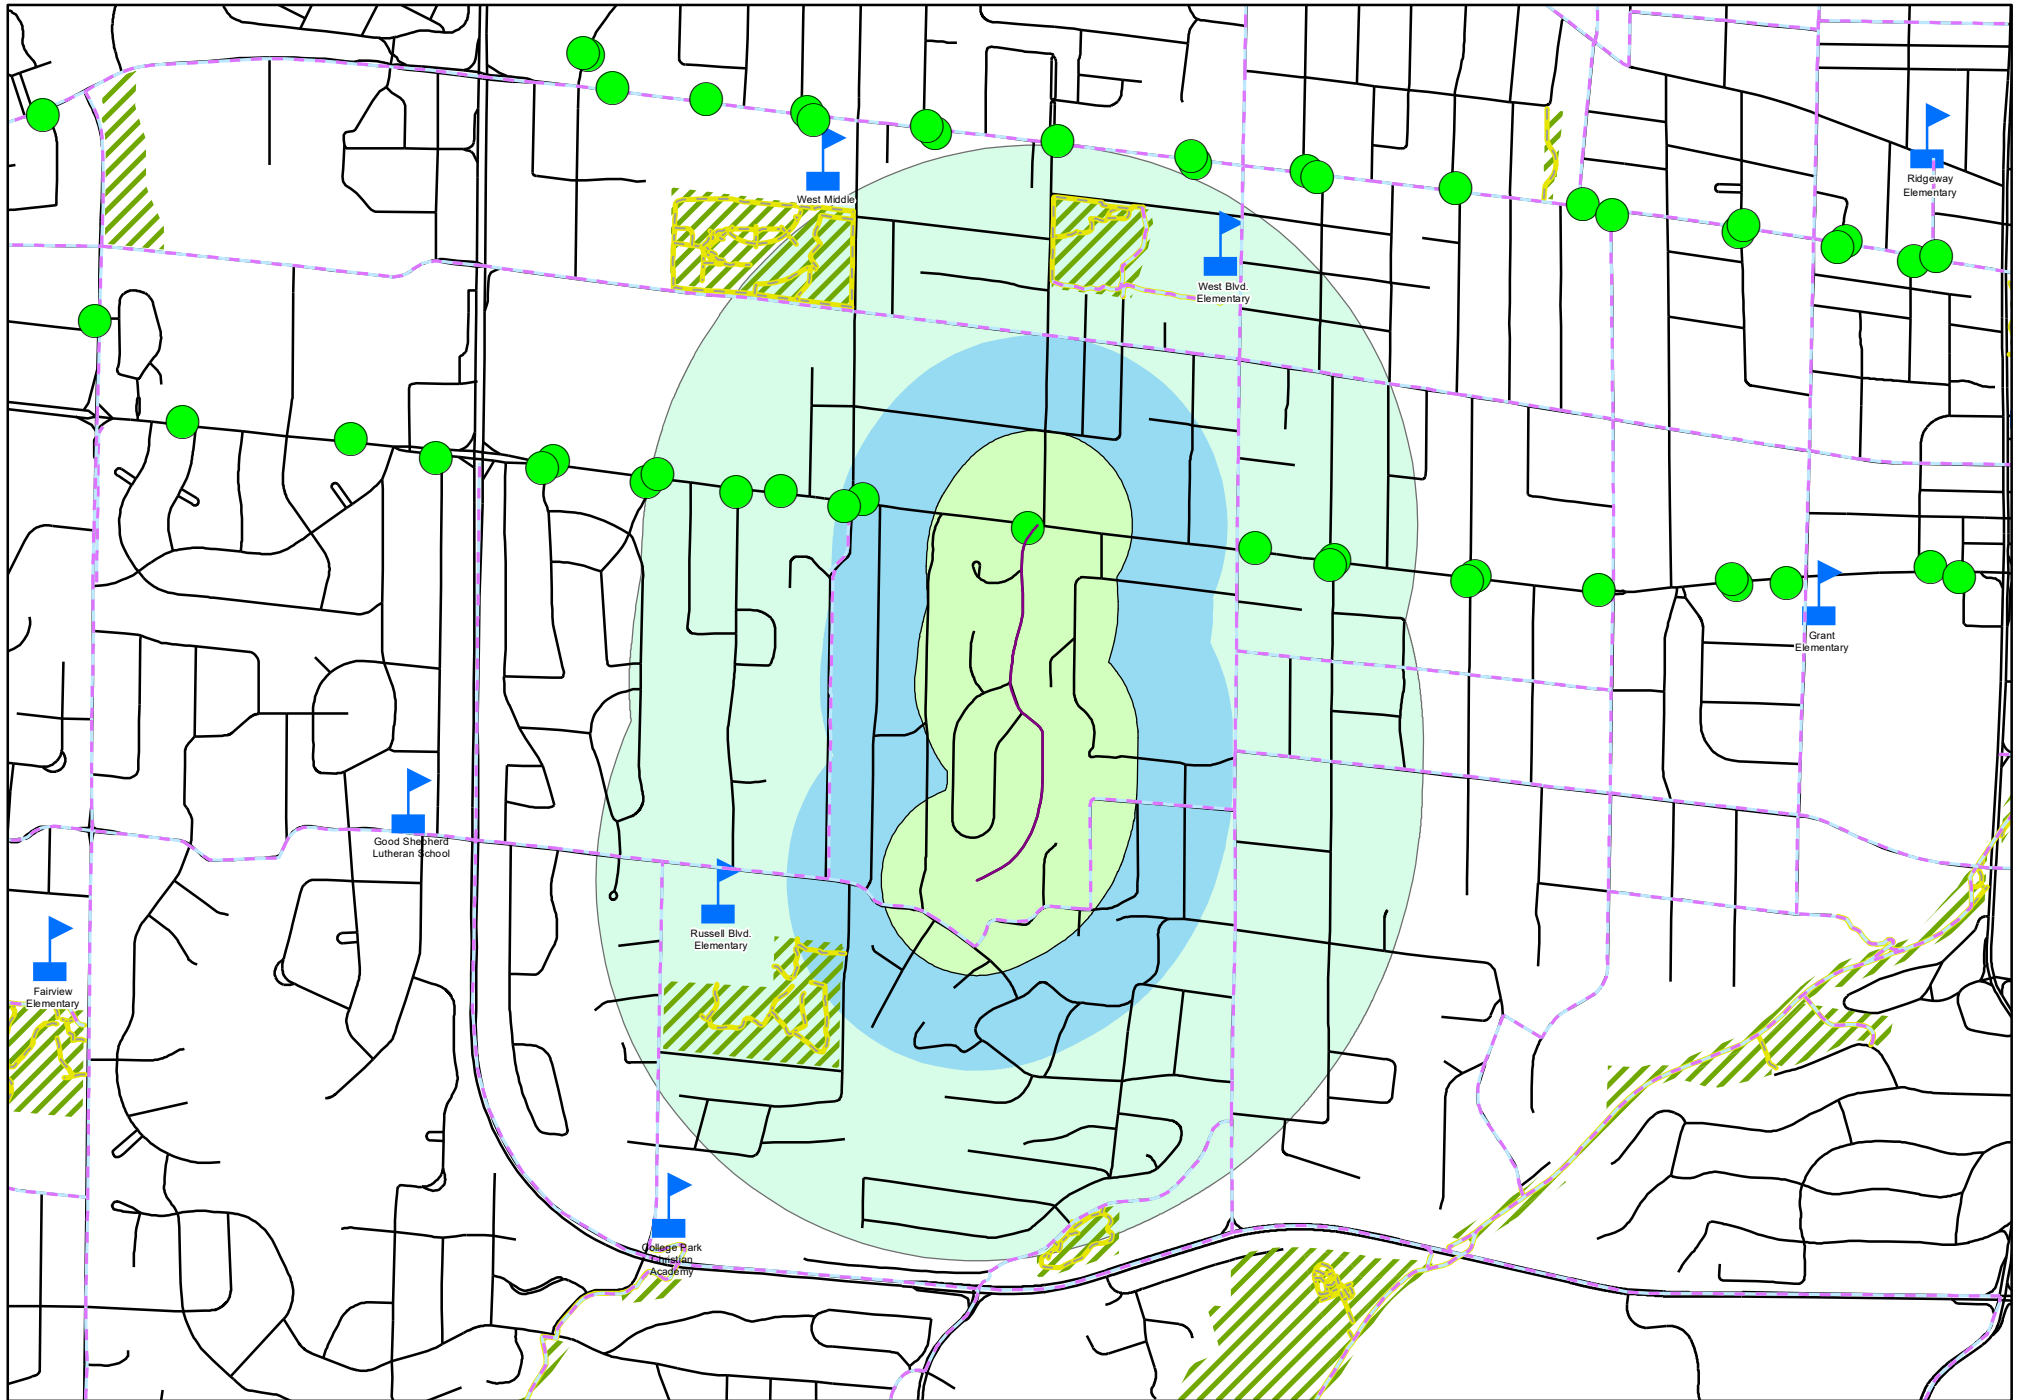 Ridgeway
Elementary
West Middle
West Blvd.
Elementary
Grant
Elementary
Good Shepherd
Lutheran School
Russell Blvd.
Elementary
Fairview
Elementary
College Park
Christian
Academy